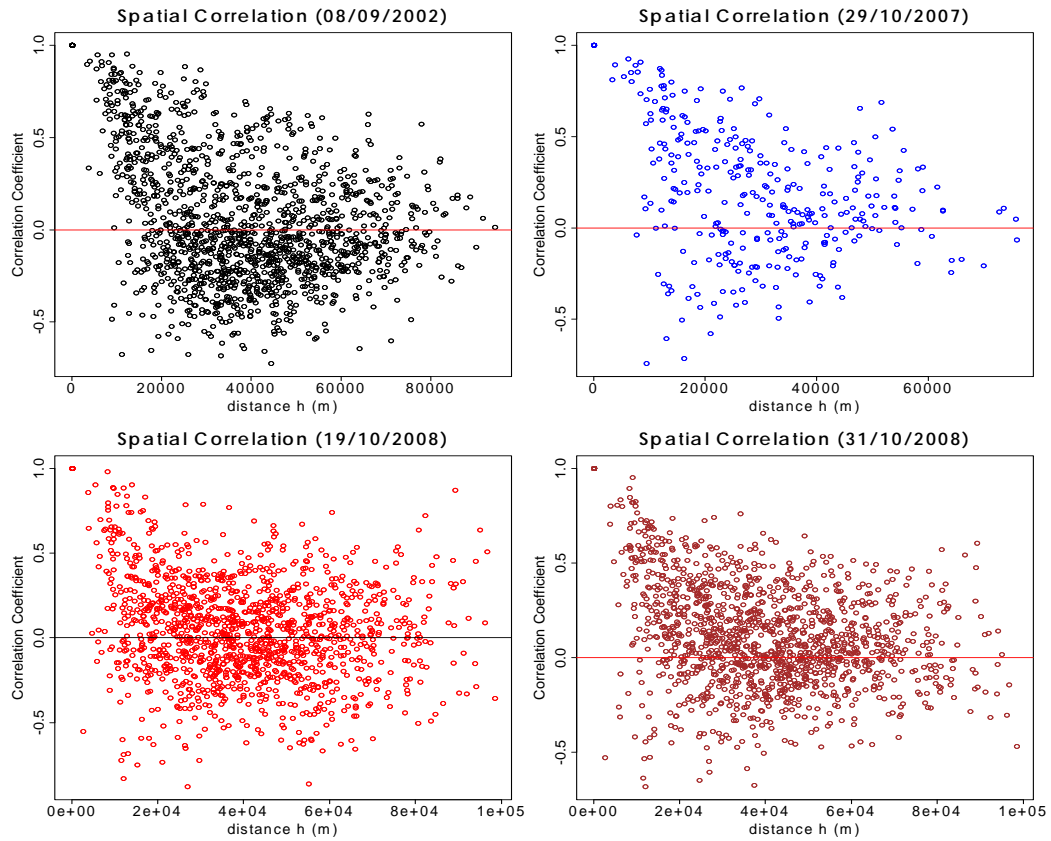 Spatial Correlation (08/09/2002)
Correlation Coefficient
1.0
0.5
0.0
-0.5
0
20000
40000
60000
80000
distance h (m)
Spatial Correlation (29/10/2007)
Correlation Coefficient
1.0
0.5
0.0
-0.5
0
20000
40000
60000
distance h (m)
Spatial Correlation (19/10/2008)
Correlation Coefficient
1.0
0.5
0.0
-0.5
0e+00
2e+04
4e+04
6e+04
8e+04
1e+05
distance h (m)
Spatial Correlation (31/10/2008)
Correlation Coefficient
1.0
0.5
0.0
-0.5
0e+00
2e+04
4e+04
6e+04
8e+04
1e+05
distance h (m)